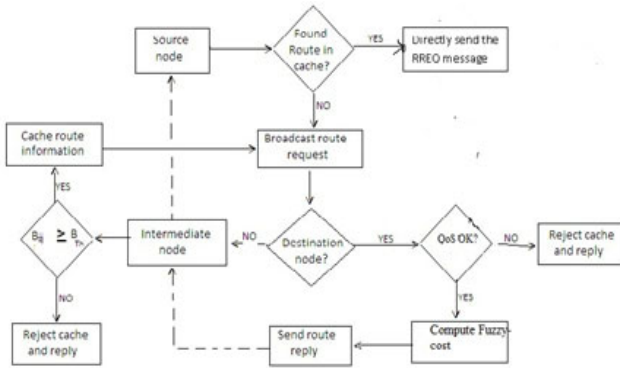 Source
node
Found
Route in
cache?
YES
Directly send the
RREQ message
NO
Cache route
information
Broadcast route
request
YES
B ≥ B
Th
Intermediate
node
NO
Destination
node?
YES
QoS OK?
NO
Reject cache
and reply
NO
YES
Reject cache
and reply
Send route
reply
Compute Fuzzy-
cost